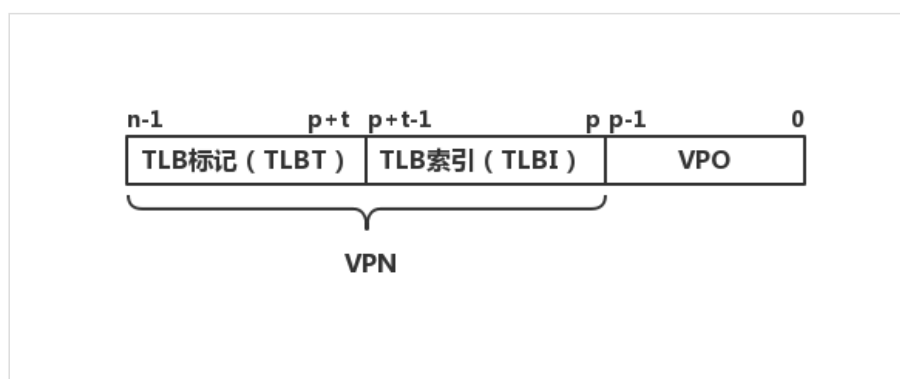 n-1 p+t p+t-1 p p-1 0
TLB标记（TLBT） TLB索引（TLBI） VPO
VPN